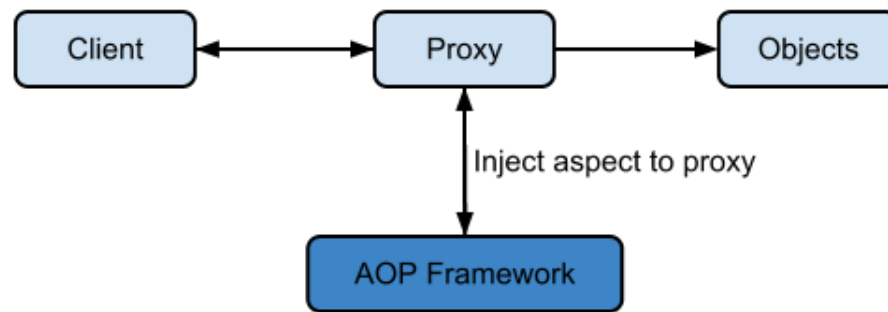 Client
Proxy
Objects
Inject aspect to proxy
AOP Framework